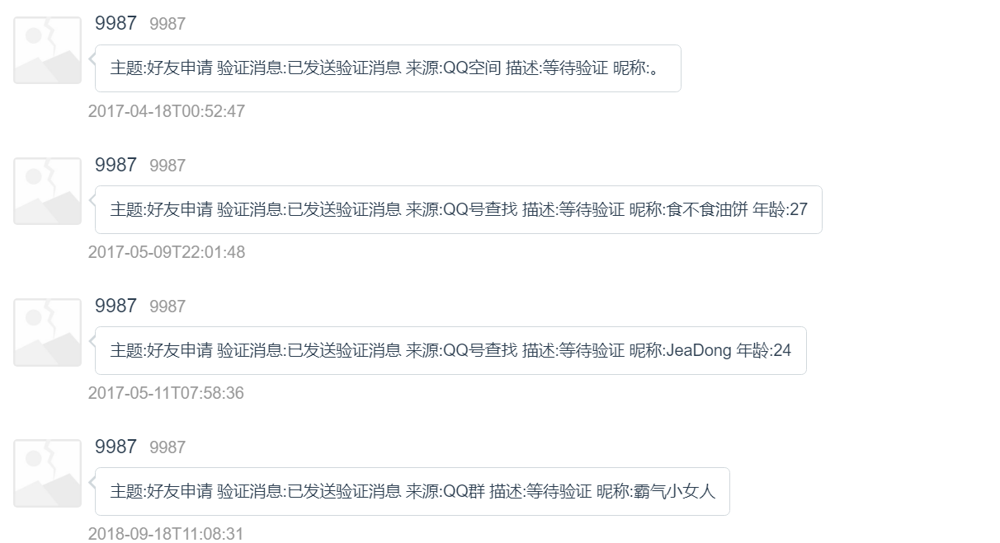 9987 9987
主题:好友申请 验证消息:已发送验证消息 来源:QQ空间 描述:等待验证 昵称:。
2017-04-18T00:52:47
9987 9987
主题:好友申请 验证消息:已发送验证消息 来源:QQ号查找 描述:等待验证 昵称:食不食油饼 年龄:27
2017-05-09T22:01:48
9987 9987
主题:好友申请 验证消息:已发送验证消息 来源:QQ号查找 描述:等待验证 昵称:JeaDong 年龄:24
2017-05-11T07:58:36
9987 9987
主题:好友申请 验证消息:已发送验证消息 来源:QQ群 描述:等待验证 昵称:霸气小女人
2018-09-18T11:08:31